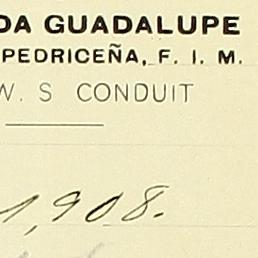 DA GUADALUPE
PEDRICEÑA, F. I. M.
W. S CONDUIT
1,908.